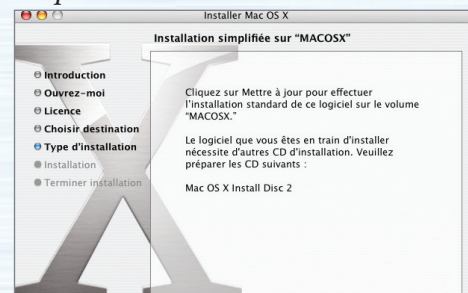 Installer Mac OS X
Installation simplifiée sur “MACOSX”
Introduction
Ouvrez-moi
Licence
Choisir destination
Type d’installation
Installation
Terminer installation
Cliquez sur Mettre à jour pour effectuer
l’installation standard de ce logiciel sur le volume
“MACOSX.”
Le logiciel que vous êtes en train d’installer
nécessite d’autres CD d’installation. Veuillez
préparer les CD suivants :
Mac OS X Install Disc 2